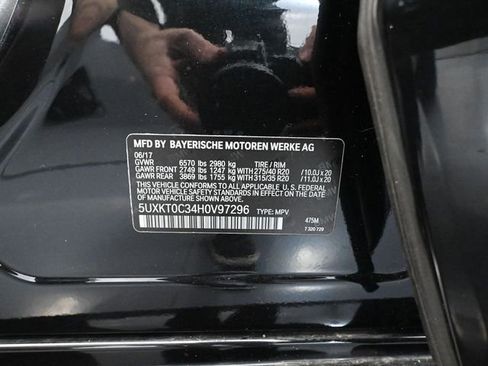 MFD BY BAYERISCHE MOTOREN WERKE AG
06/17
GVWR 6570 lbs 2980 kg TIRE / RIM
GAWR FRONT 2749 lbs 1247 kg WITH 275/40 R20 /10.0J x 20
GAWR REAR 3869 lbs 1755 kg WITH 315/35 R20 /11.0J x 20
THIS VEHICLE CONFORMS TO ALL APPLICABLE U.S. FEDERAL
MOTOR VEHICLE SAFETY STANDARDS IN EFFECT ON THE DATE
OF MANUFACTURE SHOWN ABOVE.
5UXKT0C34H0V97296 TYPE: MPV
475M
7 320 729